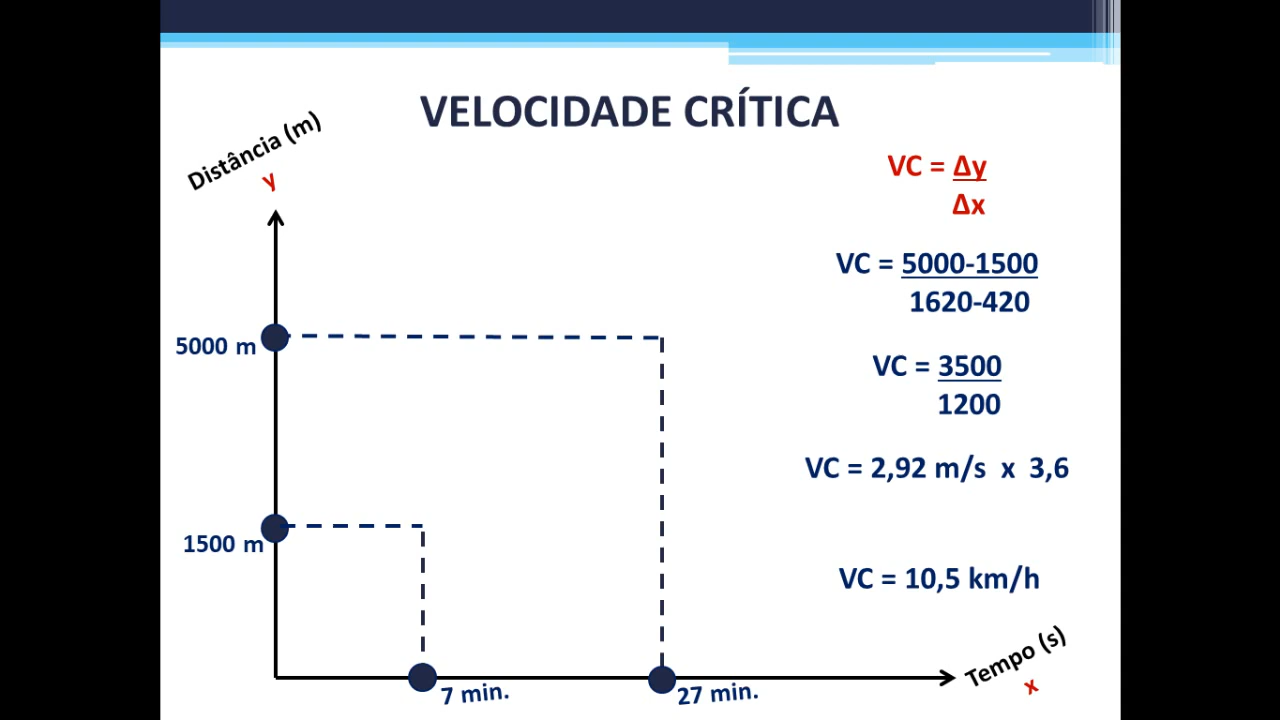 VELOCIDADE CRÍTICA
Distância (m)
y
VC = Δy
Δx
VC = 5000-1500
1620-420
5000 m
VC = 3500
1200
VC = 2,92 m/s x 3,6
1500 m
VC = 10,5 km/h
Tempo (s)
x
7 min.
27 min.